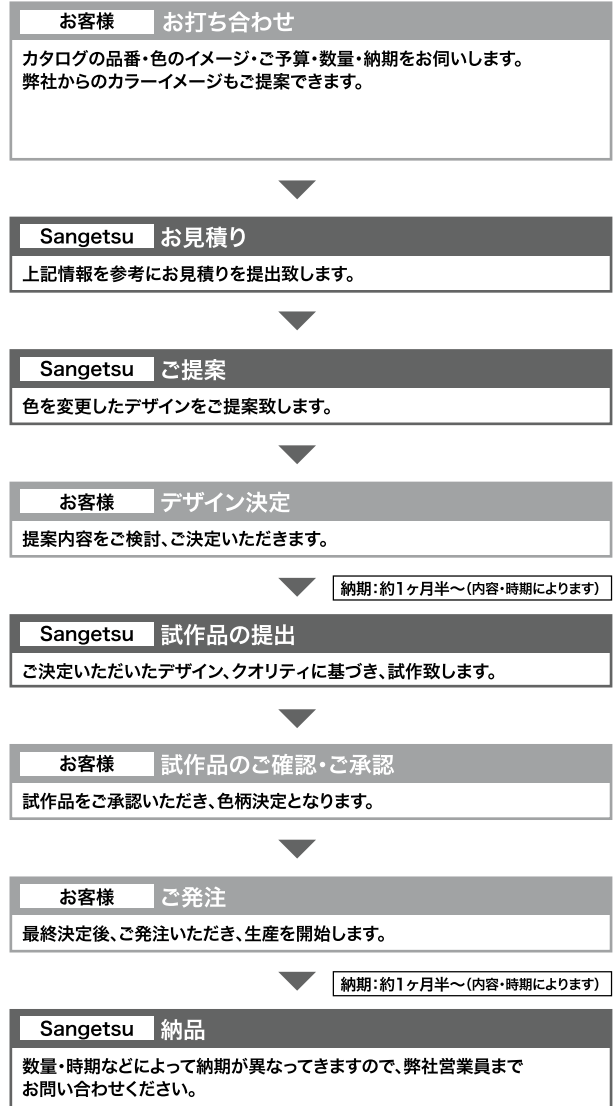 お客様 お打ち合わせ
カタログの品番・色のイメージ・ご予算・数量・納期をお伺いします。
弊社からのカラーイメージもご提案できます。
Sangetsu お見積り
上記情報を参考にお見積りを提出致します。
Sangetsu ご提案
色を変更したデザインをご提案致します。
お客様 デザイン決定
提案内容をご検討、ご決定いただきます。
納期：約1ヶ月半〜（内容・時期によります）
Sangetsu 試作品の提出
ご決定いただいたデザイン、クオリティに基づき、試作致します。
お客様 試作品のご確認・ご承認
試作品をご承認いただき、色柄決定となります。
お客様 ご発注
最終決定後、ご発注いただき、生産を開始します。
納期：約1ヶ月半〜（内容・時期によります）
Sangetsu 納品
数量・時期などによって納期が異なってきますので、弊社営業員まで
お問い合わせください。